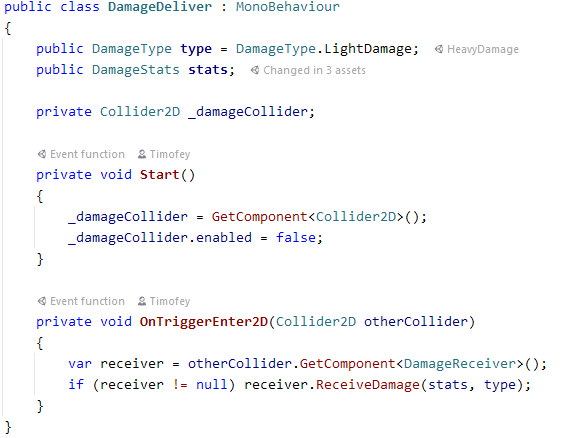 public class DamageDeliver : MonoBehaviour
{
    public DamageType type = DamageType.LightDamage; HeavyDamage
    public DamageStats stats; Changed in 3 assets

    private Collider2D _damageCollider;

    Event function Timofey
    private void Start()
    {
        _damageCollider = GetComponent<Collider2D>();
        _damageCollider.enabled = false;
    }

    Event function Timofey
    private void OnTriggerEnter2D(Collider2D otherCollider)
    {
        var receiver = otherCollider.GetComponent<DamageReceiver>();
        if (receiver != null) receiver.ReceiveDamage(stats, type);
    }
}